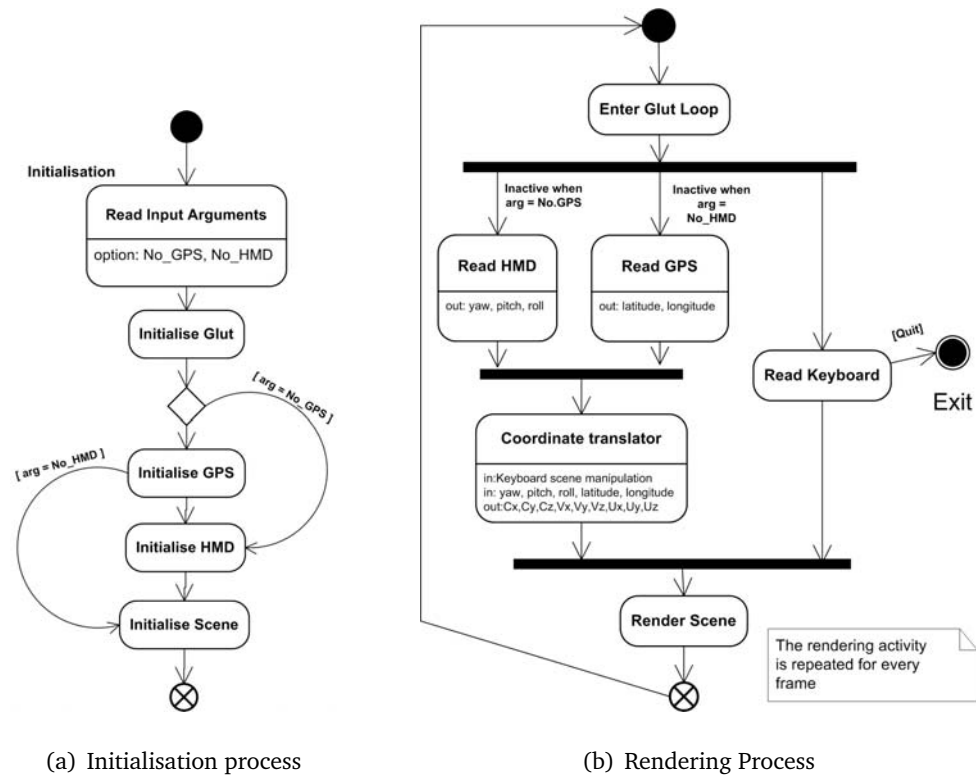 Initialisation
Read Input Arguments
option: No_GPS, No_HMD
Initialise Glut
[ arg = No_GPS ]
[ arg = No_HMD ]
Initialise GPS
Initialise HMD
Initialise Scene
(a) Initialisation process
Enter Glut Loop
Inactive when
arg = No.GPS
Inactive when
arg =
No_HMD
Read HMD
out: yaw, pitch, roll
Read GPS
out: latitude, longitude
[Quit]
Read Keyboard
Exit
Coordinate translator
in:Keyboard scene manipulation
in: yaw, pitch, roll, latitude, longitude
out:Cx,Cy,Cz,Vx,Vy,Vz,Ux,Uy,Uz
Render Scene
The rendering activity
is repeated for every
frame
(b) Rendering Process